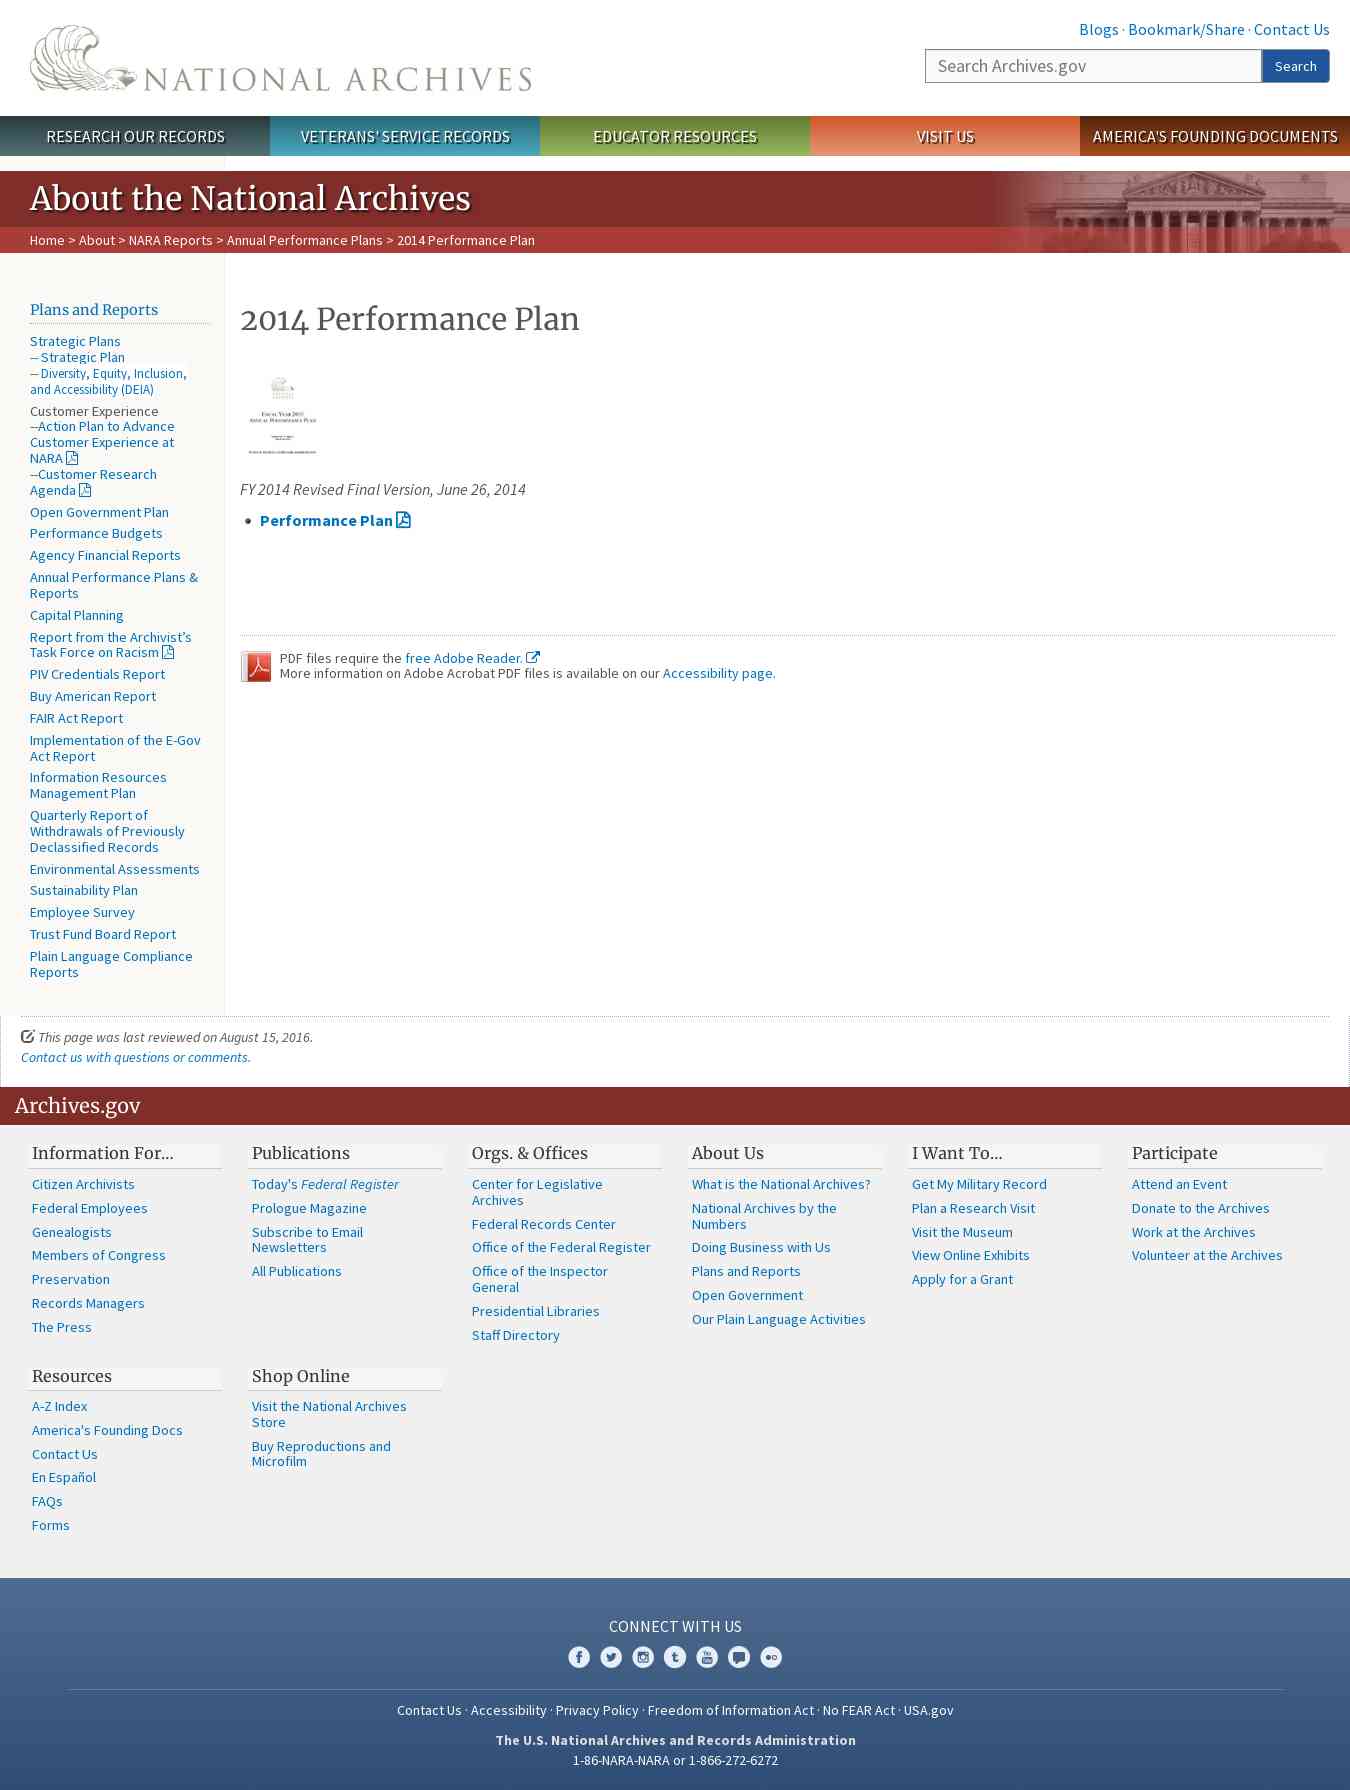 Blogs · Bookmark/Share · Contact Us
NATIONAL ARCHIVES
Search Archives.gov
Search
RESEARCH OUR RECORDS
VETERANS' SERVICE RECORDS
EDUCATOR RESOURCES
VISIT US
AMERICA'S FOUNDING DOCUMENTS
About the National Archives
Home > About > NARA Reports > Annual Performance Plans > 2014 Performance Plan
Plans and Reports
Strategic Plans
-- Strategic Plan
-- Diversity, Equity, Inclusion,
and Accessibility (DEIA)
Customer Experience
--Action Plan to Advance
Customer Experience at
NARA
--Customer Research
Agenda
Open Government Plan
Performance Budgets
Agency Financial Reports
Annual Performance Plans &
Reports
Capital Planning
Report from the Archivist’s
Task Force on Racism
PIV Credentials Report
Buy American Report
FAIR Act Report
Implementation of the E-Gov
Act Report
Information Resources
Management Plan
Quarterly Report of
Withdrawals of Previously
Declassified Records
Environmental Assessments
Sustainability Plan
Employee Survey
Trust Fund Board Report
Plain Language Compliance
Reports
2014 Performance Plan
FY 2014 Revised Final Version, June 26, 2014
• Performance Plan
PDF files require the free Adobe Reader.
More information on Adobe Acrobat PDF files is available on our Accessibility page.
This page was last reviewed on August 15, 2016.
Contact us with questions or comments.
Archives.gov
Information For…
Citizen Archivists
Federal Employees
Genealogists
Members of Congress
Preservation
Records Managers
The Press
Publications
Today's Federal Register
Prologue Magazine
Subscribe to Email
Newsletters
All Publications
Orgs. & Offices
Center for Legislative
Archives
Federal Records Center
Office of the Federal Register
Office of the Inspector
General
Presidential Libraries
Staff Directory
About Us
What is the National Archives?
National Archives by the
Numbers
Doing Business with Us
Plans and Reports
Open Government
Our Plain Language Activities
I Want To…
Get My Military Record
Plan a Research Visit
Visit the Museum
View Online Exhibits
Apply for a Grant
Participate
Attend an Event
Donate to the Archives
Work at the Archives
Volunteer at the Archives
Resources
A-Z Index
America's Founding Docs
Contact Us
En Español
FAQs
Forms
Shop Online
Visit the National Archives
Store
Buy Reproductions and
Microfilm
CONNECT WITH US
Contact Us · Accessibility · Privacy Policy · Freedom of Information Act · No FEAR Act · USA.gov
The U.S. National Archives and Records Administration
1-86-NARA-NARA or 1-866-272-6272